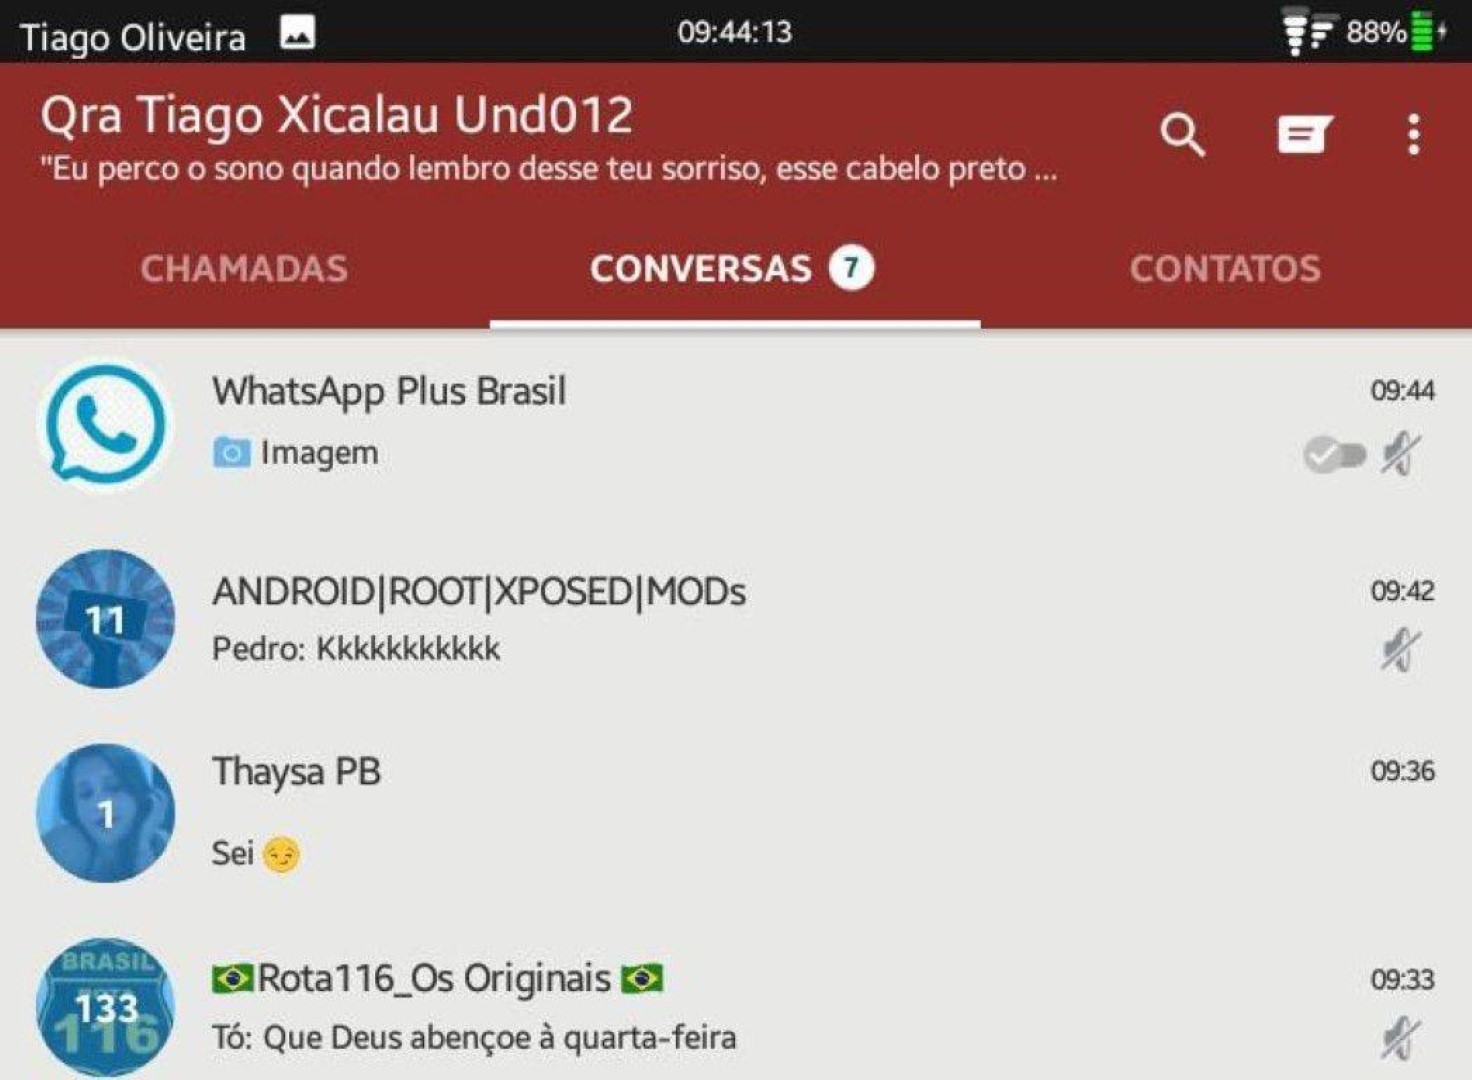 Tiago Oliveira 09:44:13 88%
Qra Tiago Xicalau Und012
"Eu perco o sono quando lembro desse teu sorriso, esse cabelo preto ...
CHAMADAS CONVERSAS 7 CONTATOS
WhatsApp Plus Brasil 09:44
Imagem
11 ANDROID|ROOT|XPOSED|MODs 09:42
Pedro: Kkkkkkkkkkk
Thaysa PB 09:36
1
Sei 😏
BRASIL
🇧🇷Rota116_Os Originais 🇧🇷 09:33
133
116
Tó: Que Deus abençoe à quarta-feira